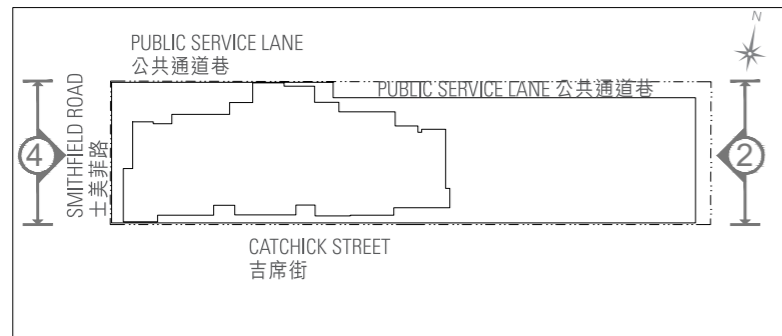 N
PUBLIC SERVICE LANE
公共通道巷
PUBLIC SERVICE LANE 公共通道巷
SMITHFIELD ROAD
士美菲路
4
2
CATCHICK STREET
吉席街